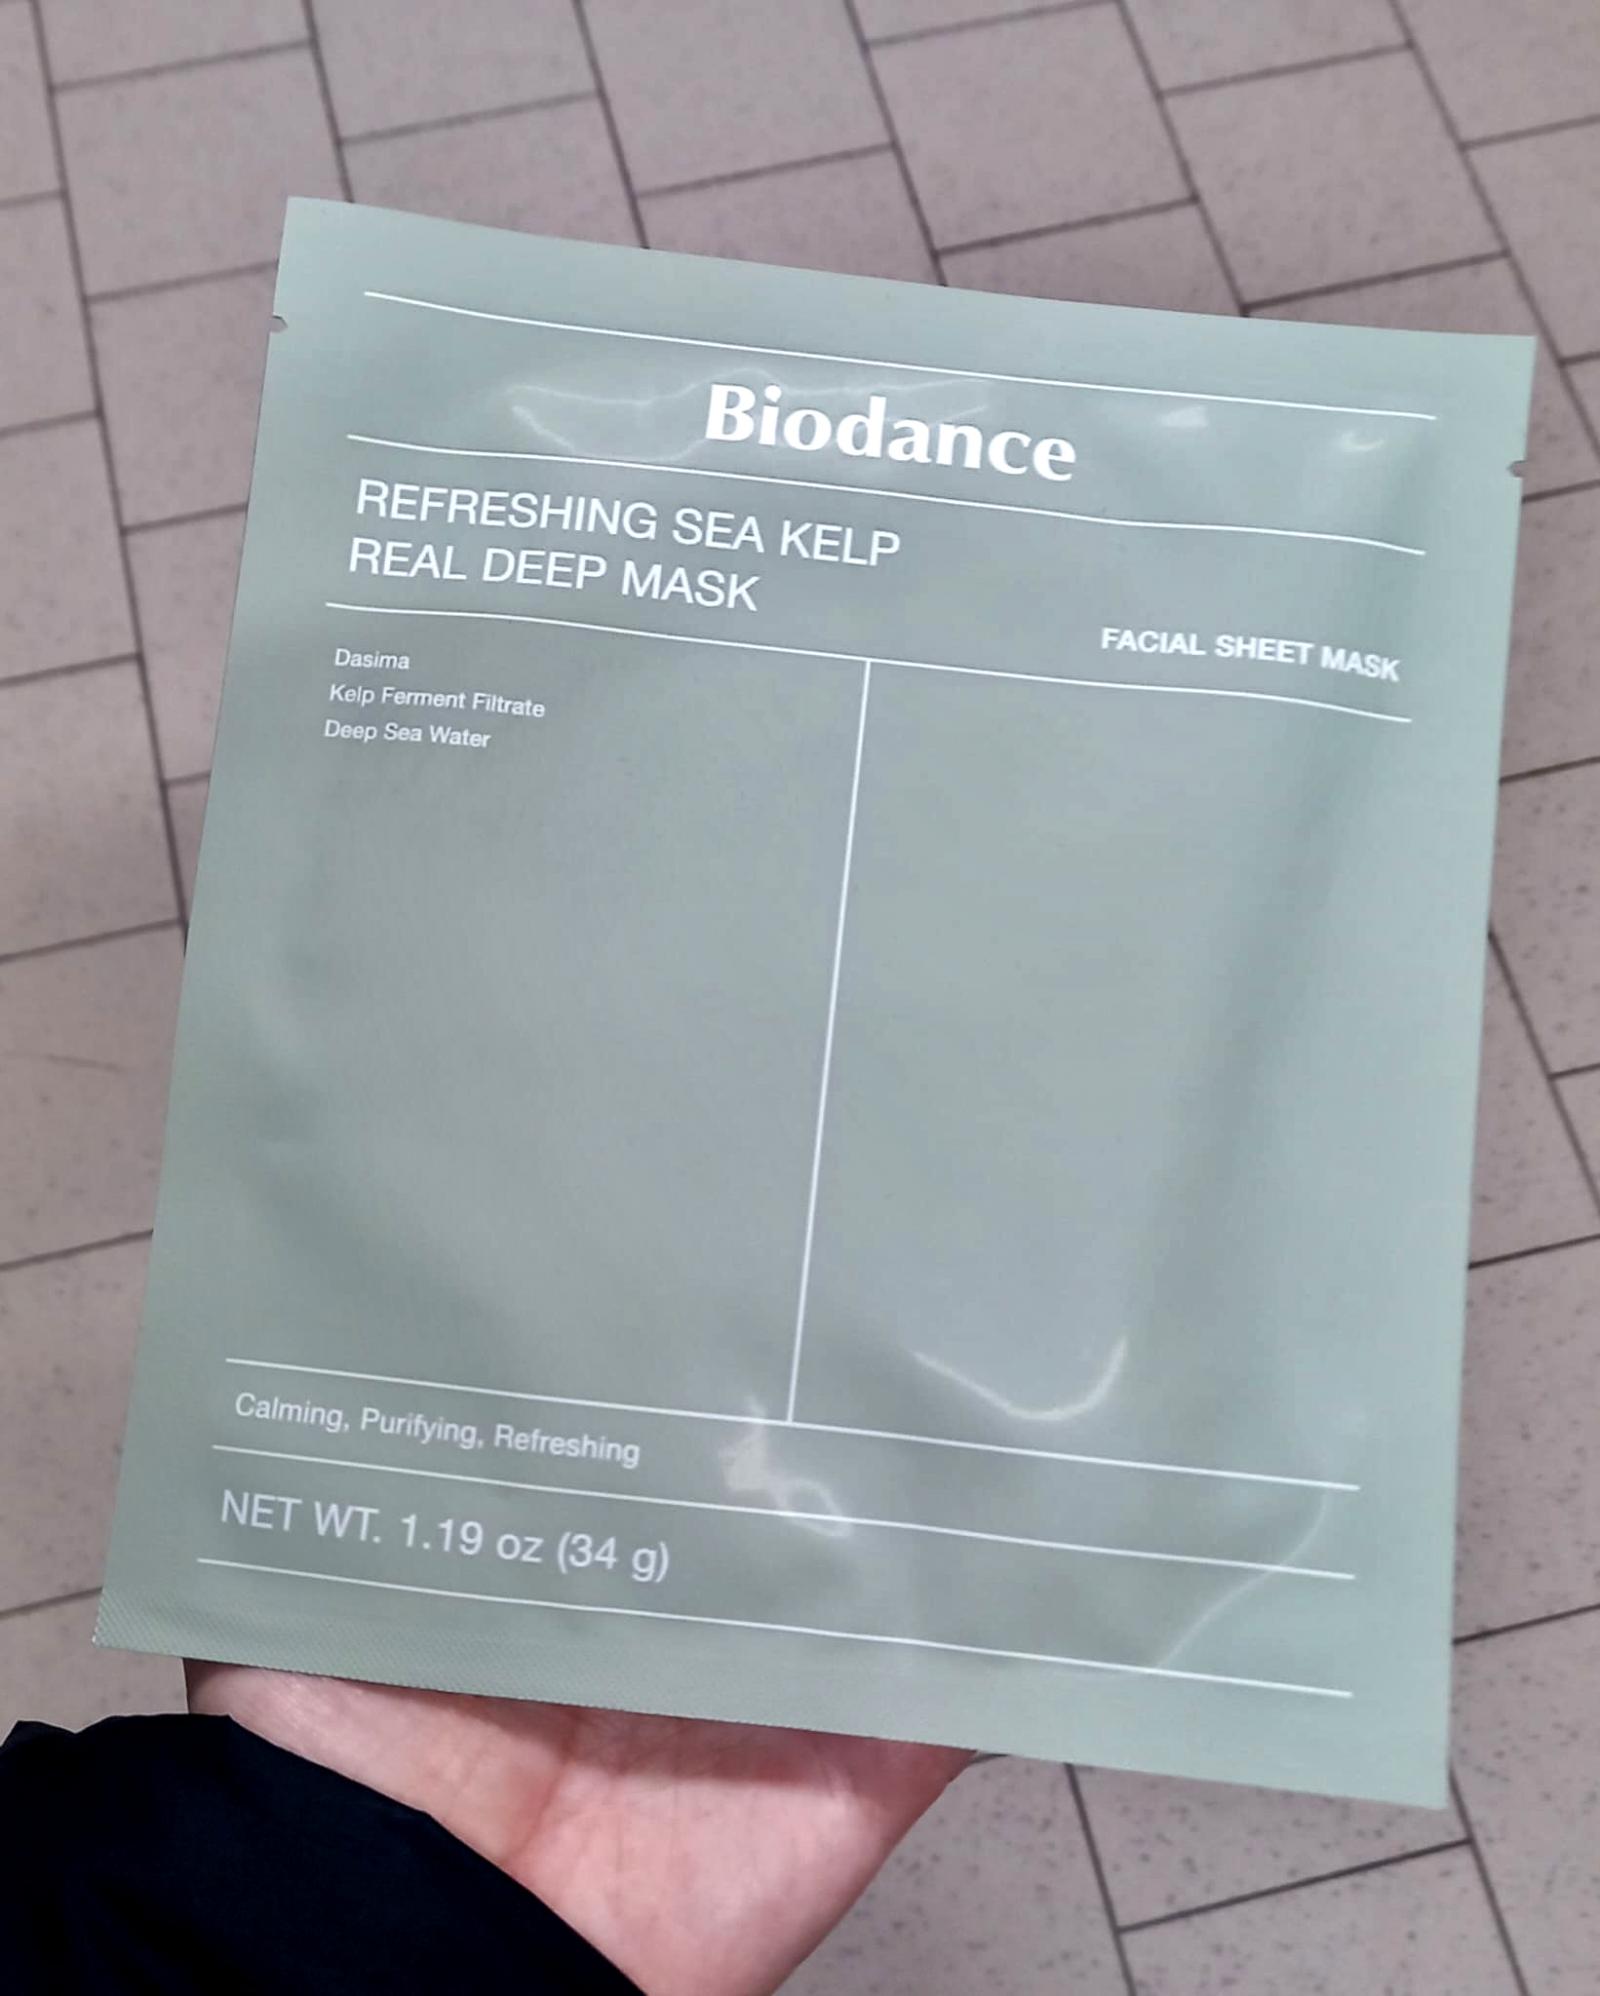 Biodance
REFRESHING SEA KELP
REAL DEEP MASK
FACIAL SHEET MASK
Dasima
Kelp Ferment Filtrate
Deep Sea Water
Calming, Purifying, Refreshing
NET WT. 1.19 oz (34 g)